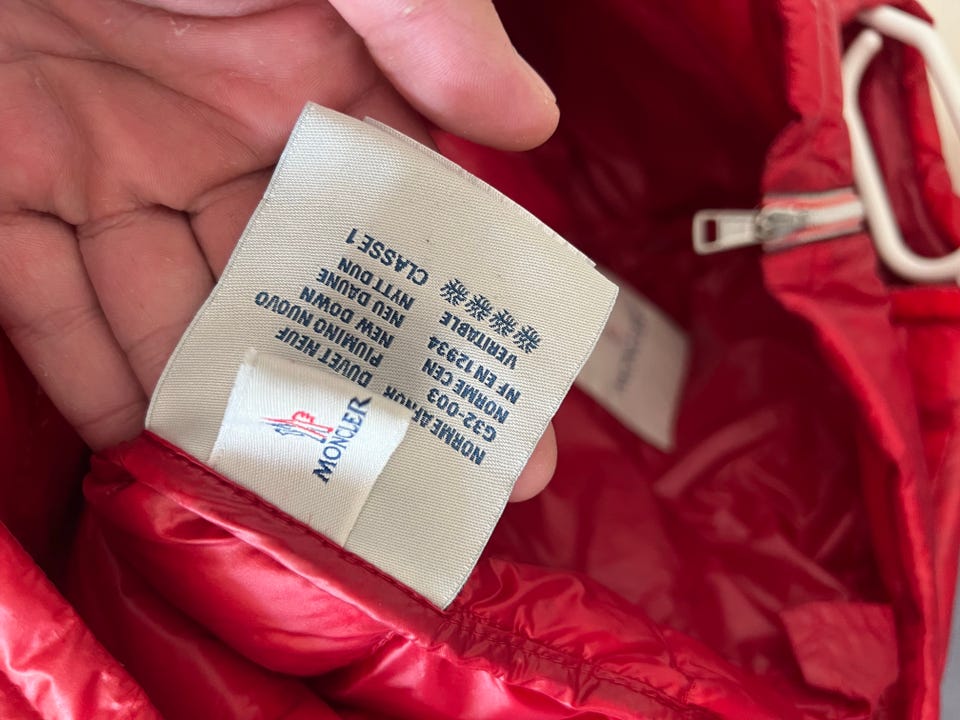 NORME AFNOR
G32-003
NORME CEN
NF EN 12934
VERITABLE
DUVET NEUF
PIUMINO NUOVO
NEW DOWN
NEU DAUNE
NYTT DUN
CLASSE 1
MONCLER
MONCLER